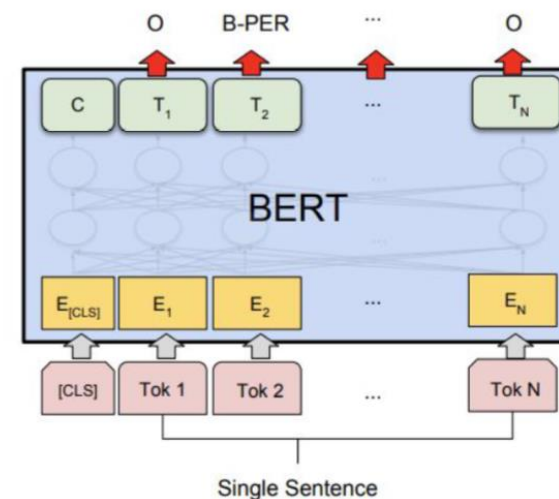 O B-PER ... O
C T1 T2 ... TN
...
BERT
...
E[CLS] E1 E2 ... EN
[CLS] Tok 1 Tok 2 ... Tok N
Single Sentence